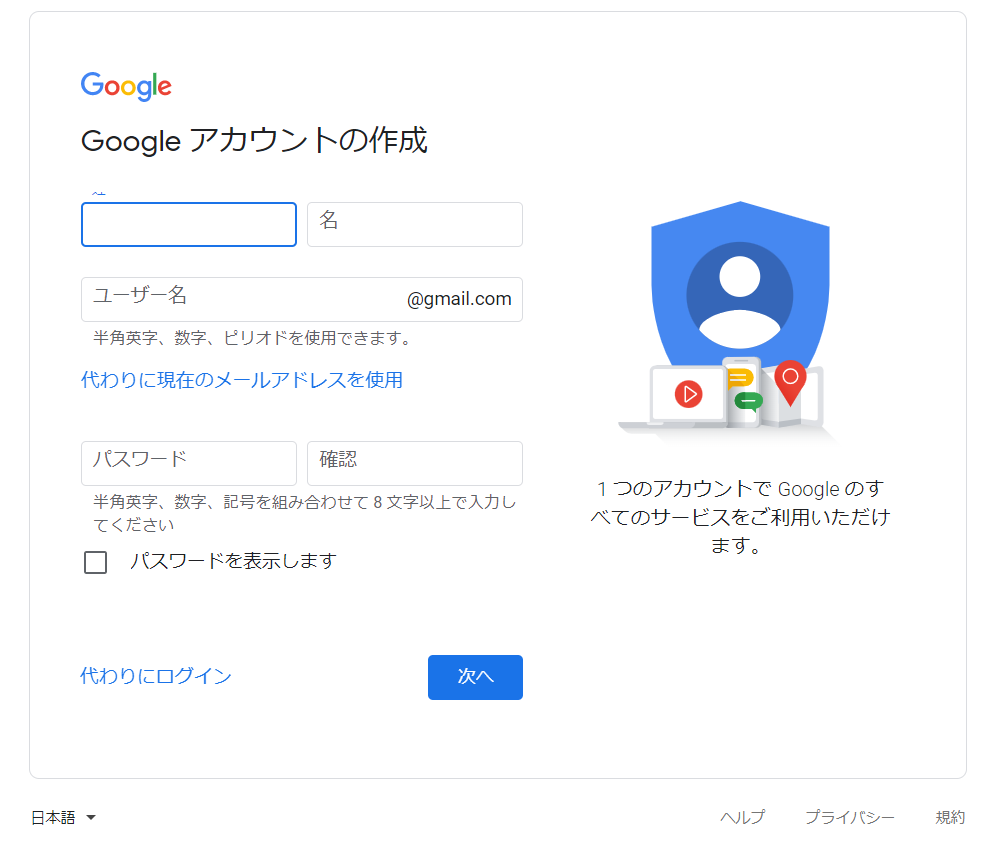 Google
Google アカウントの作成
名
ユーザー名 @gmail.com
半角英字、数字、ピリオドを使用できます。
代わりに現在のメールアドレスを使用
パスワード 確認
半角英字、数字、記号を組み合わせて 8 文字以上で入力し
てください
パスワードを表示します
代わりにログイン 次へ
1 つのアカウントで Google のす
べてのサービスをご利用いただけ
ます。
日本語 ヘルプ プライバシー 規約